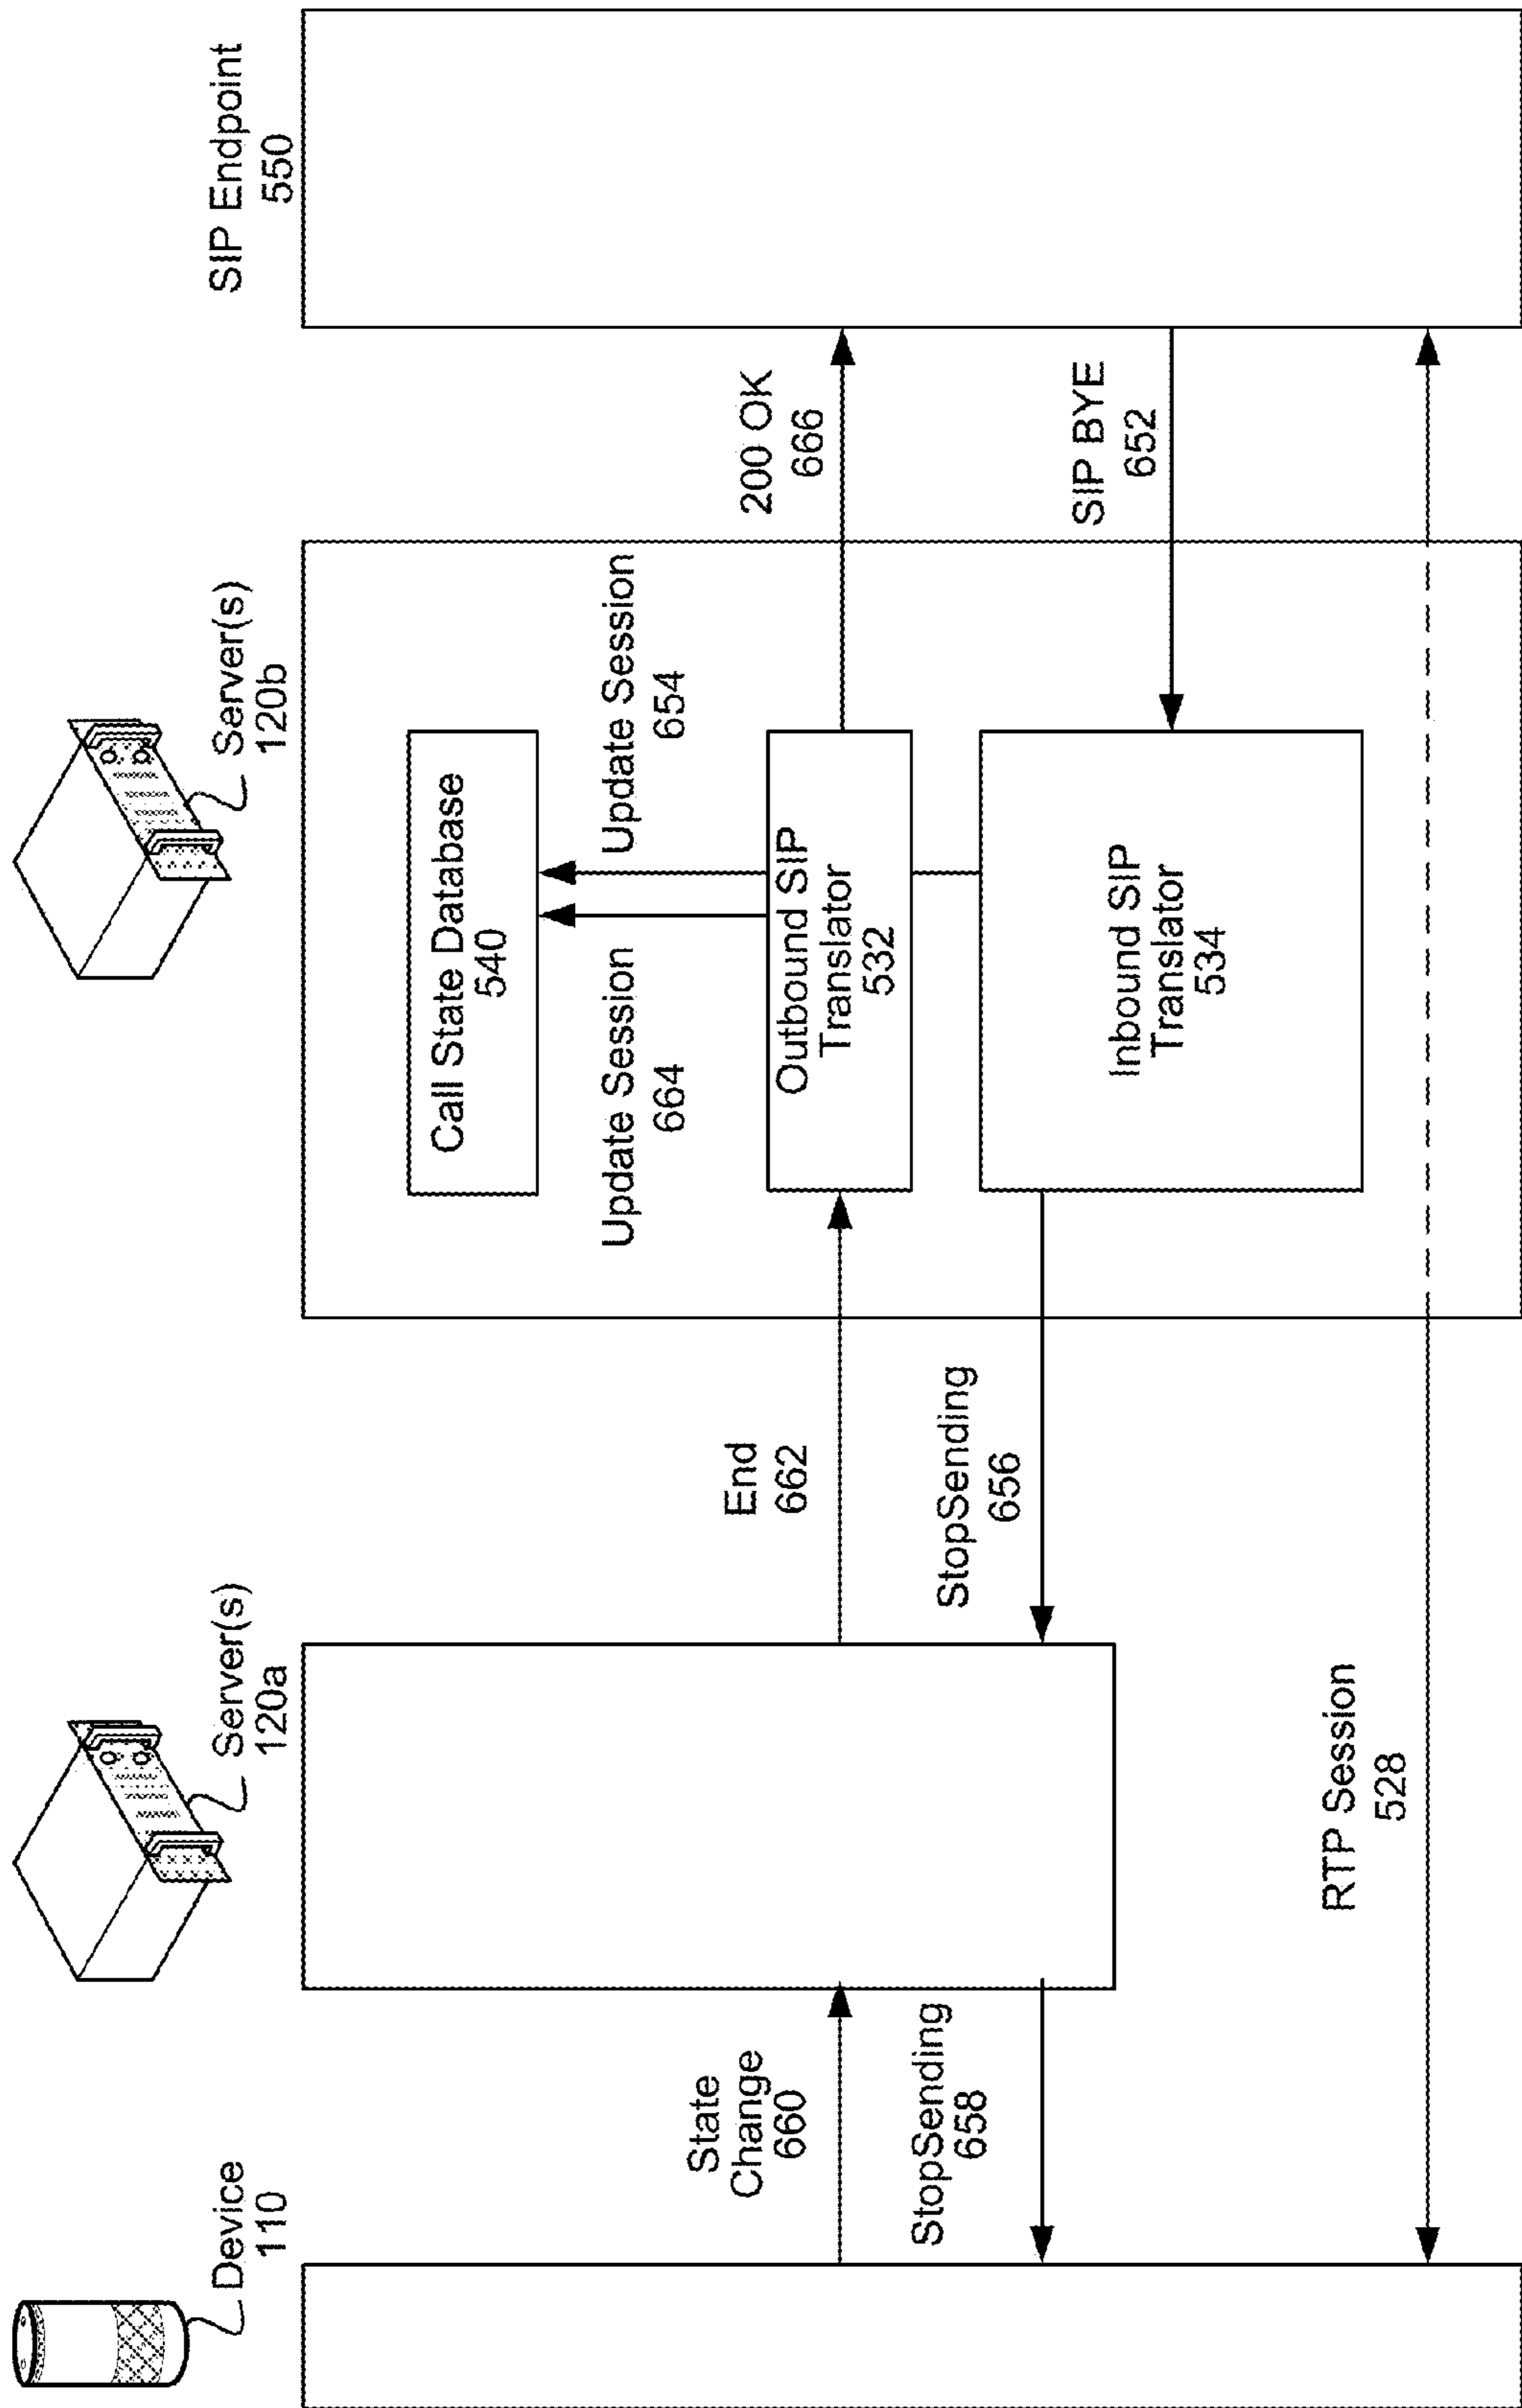 Device
110
Server(s)
120a
Server(s)
120b
SIP Endpoint
550
Call State Database
540
Update Session
664
Update Session
654
State
Change
660
End
662
Outbound SIP
Translator
532
200 OK
666
StopSending
658
StopSending
656
Inbound SIP
Translator
534
SIP BYE
652
RTP Session
528